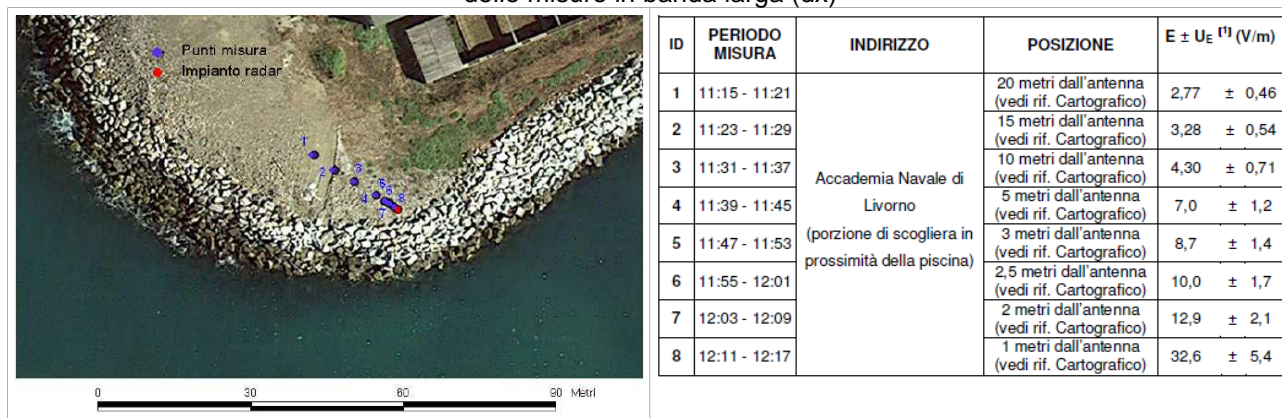 delle misure in banda larga (dx)
Punti misura
Impianto radar
1
2
3
4
5
6
7
8
0 30 60 90 Metri
ID PERIODO MISURA INDIRIZZO POSIZIONE E ± U_E [1] (V/m)
1 11:15 - 11:21 20 metri dall'antenna (vedi rif. Cartografico) 2,77 ± 0,46
2 11:23 - 11:29 15 metri dall'antenna (vedi rif. Cartografico) 3,28 ± 0,54
3 11:31 - 11:37 10 metri dall'antenna (vedi rif. Cartografico) 4,30 ± 0,71
Accademia Navale di
Livorno
(porzione di scogliera in
prossimità della piscina)
4 11:39 - 11:45 5 metri dall'antenna (vedi rif. Cartografico) 7,0 ± 1,2
5 11:47 - 11:53 3 metri dall'antenna (vedi rif. Cartografico) 8,7 ± 1,4
6 11:55 - 12:01 2,5 metri dall'antenna (vedi rif. Cartografico) 10,0 ± 1,7
7 12:03 - 12:09 2 metri dall'antenna (vedi rif. Cartografico) 12,9 ± 2,1
8 12:11 - 12:17 1 metri dall'antenna (vedi rif. Cartografico) 32,6 ± 5,4